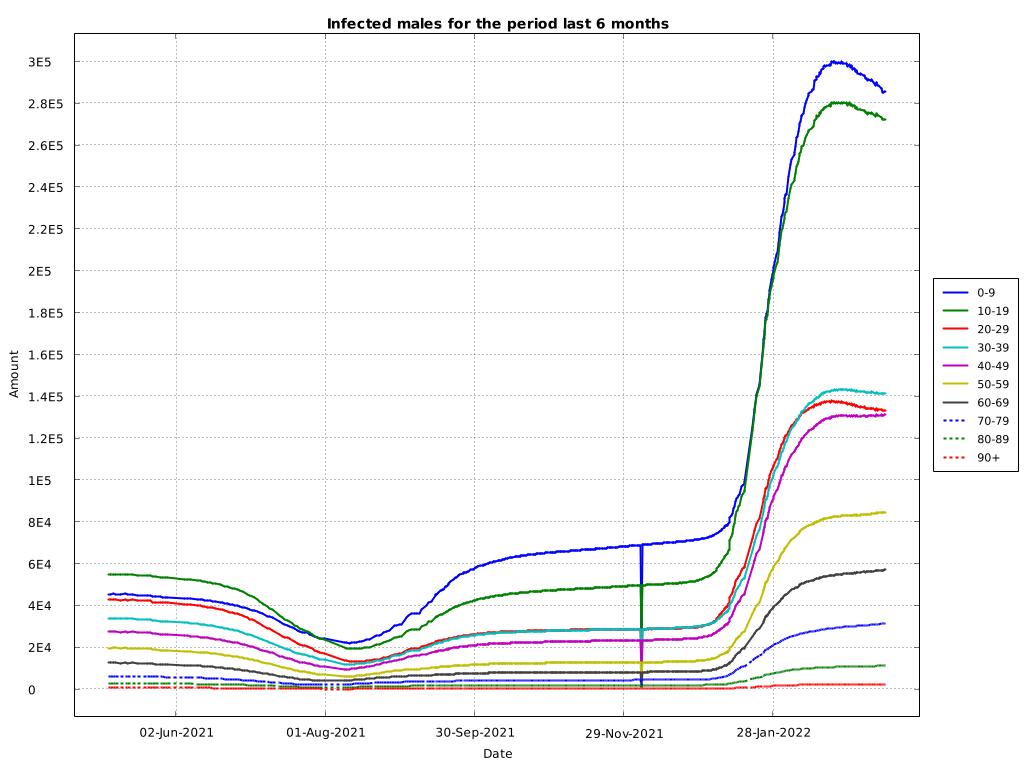 Infected males for the period last 6 months
Amount
3E5
2.8E5
2.6E5
2.4E5
2.2E5
2E5
1.8E5
1.6E5
1.4E5
1.2E5
1E5
8E4
6E4
4E4
2E4
0
02-Jun-2021
01-Aug-2021
30-Sep-2021
29-Nov-2021
28-Jan-2022
Date
0-9
10-19
20-29
30-39
40-49
50-59
60-69
70-79
80-89
90+